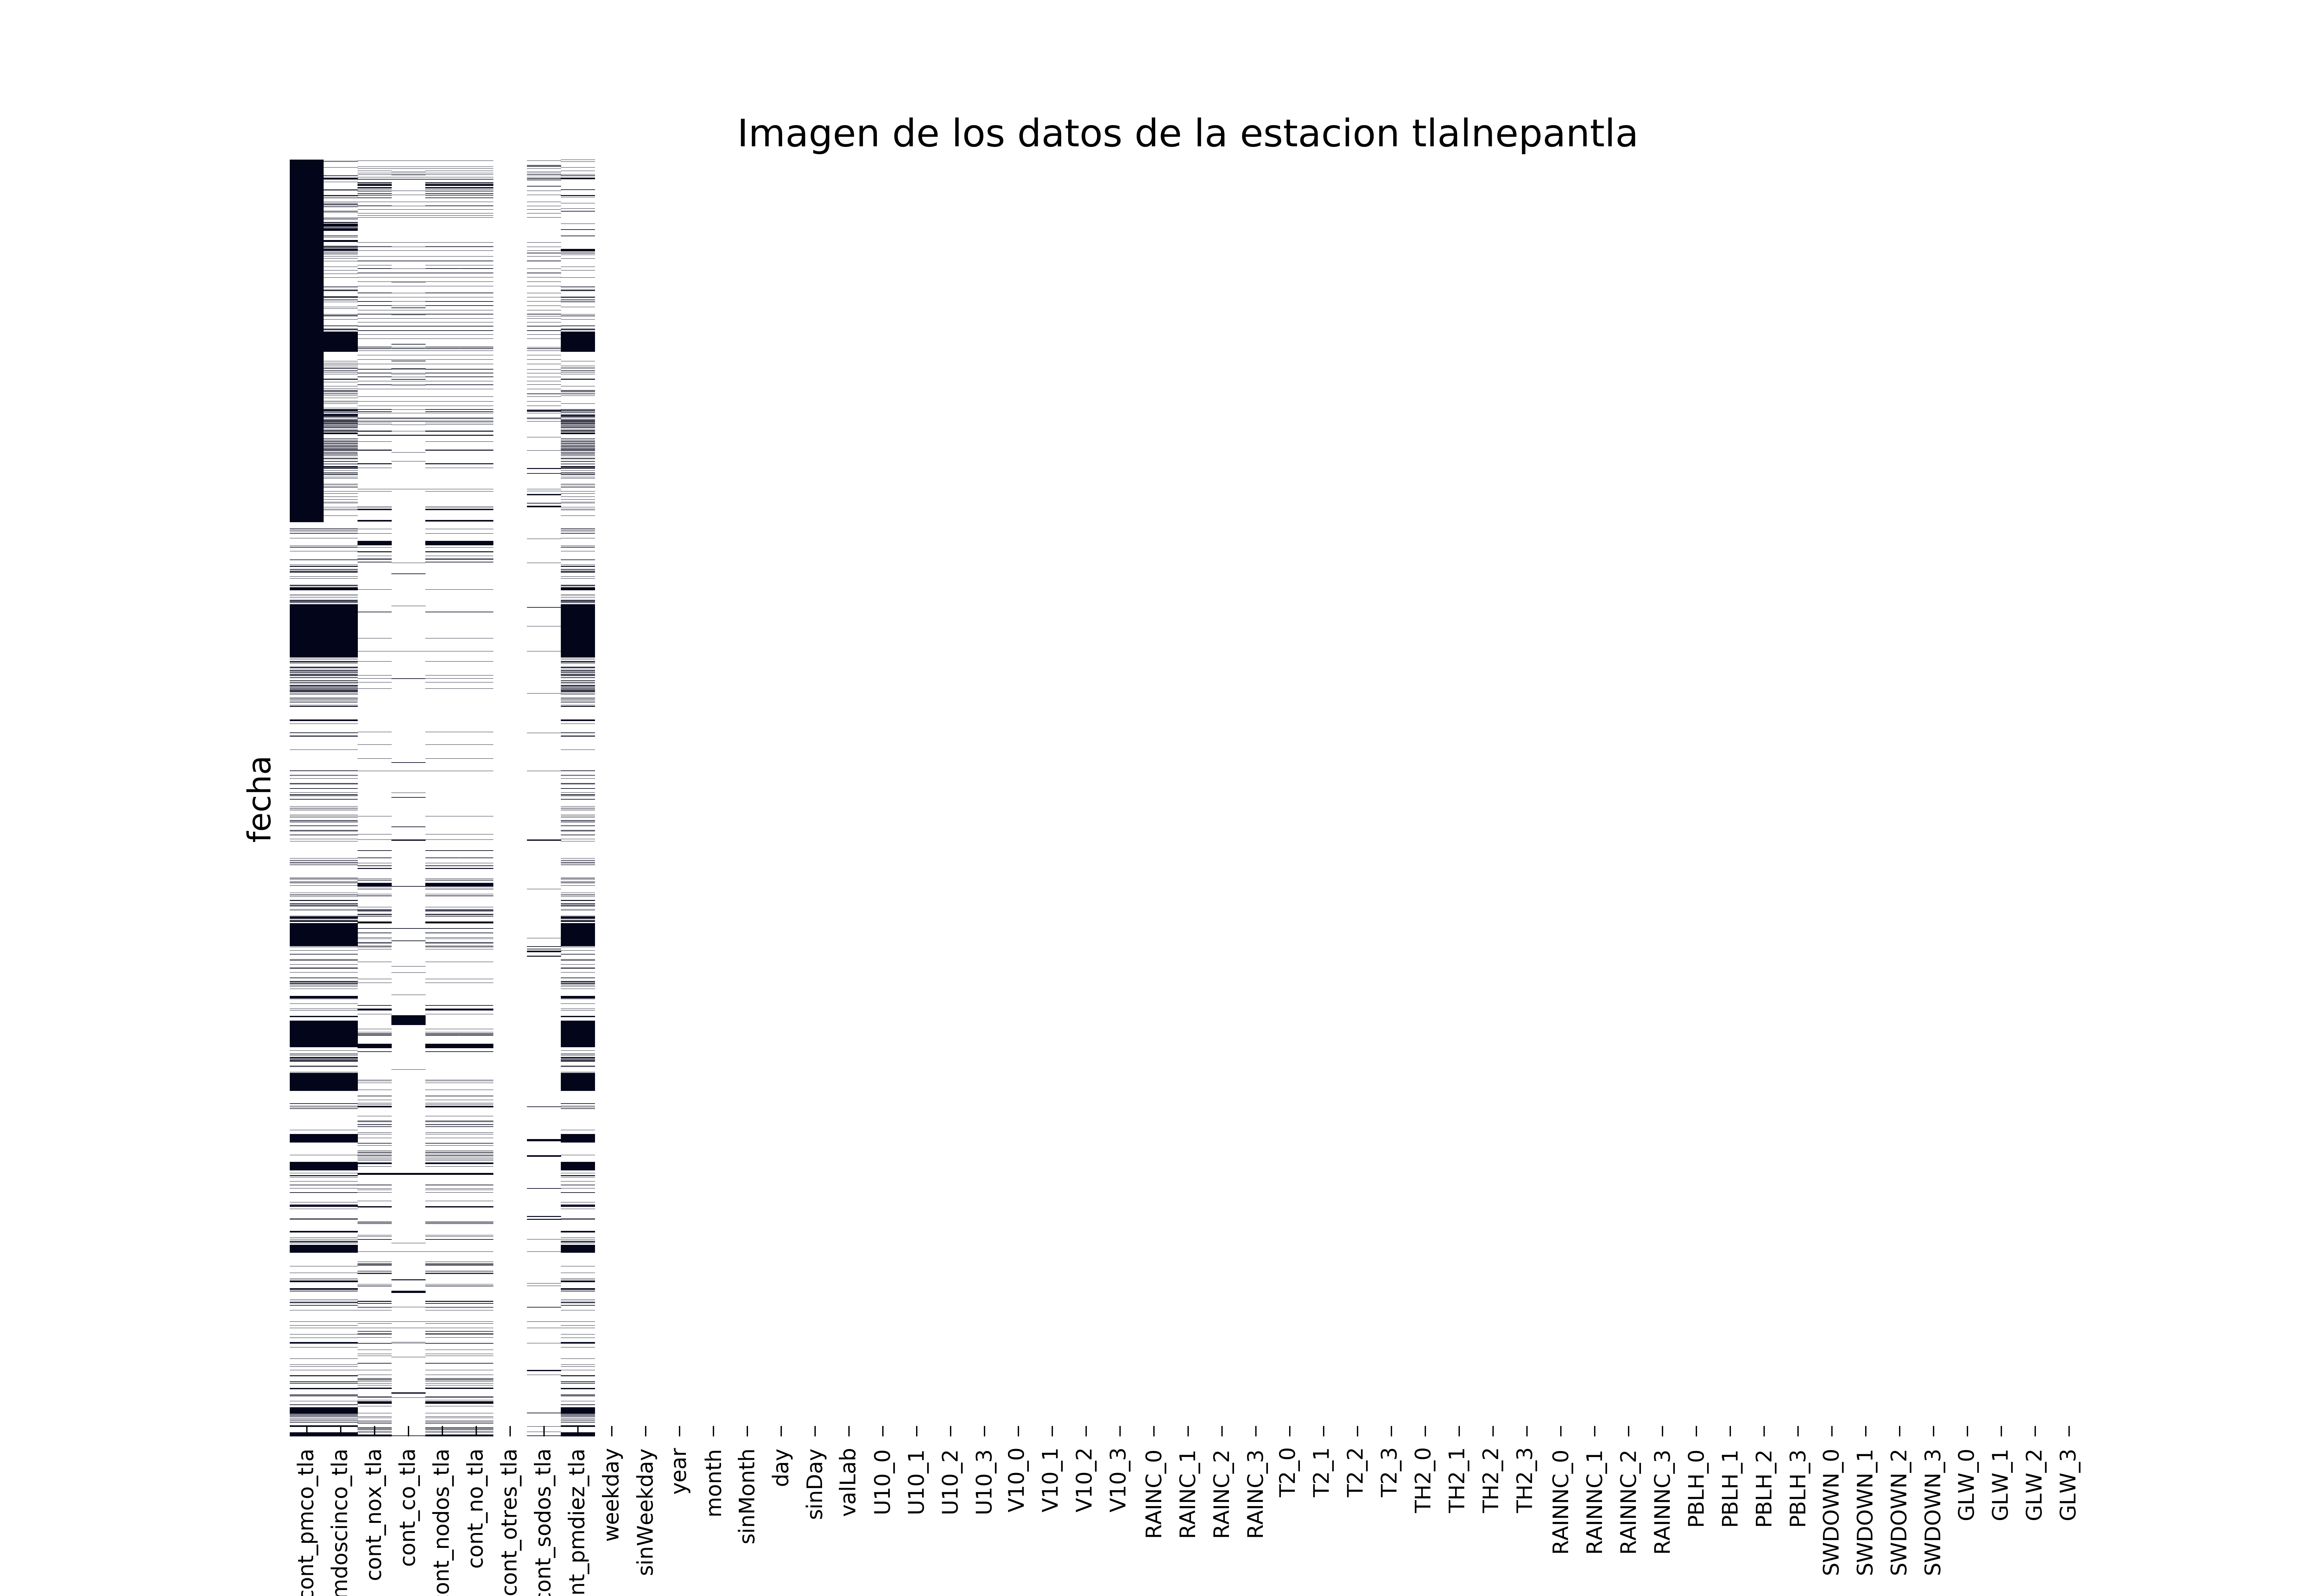 Imagen de los datos de la estacion tlalnepantla
fecha
cont_pmco_tla
mdoscinco_tla
cont_nox_tla
cont_co_tla
ont_nodos_tla
cont_no_tla
cont_otres_tla
cont_sodos_tla
nt_pmdiez_tla
weekday
sinWeekday
year
month
sinMonth
day
sinDay
valLab
U10_0
U10_1
U10_2
U10_3
V10_0
V10_1
V10_2
V10_3
RAINC_0
RAINC_1
RAINC_2
RAINC_3
T2_0
T2_1
T2_2
T2_3
TH2_0
TH2_1
TH2_2
TH2_3
RAINNC_0
RAINNC_1
RAINNC_2
RAINNC_3
PBLH_0
PBLH_1
PBLH_2
PBLH_3
SWDOWN_0
SWDOWN_1
SWDOWN_2
SWDOWN_3
GLW_0
GLW_1
GLW_2
GLW_3